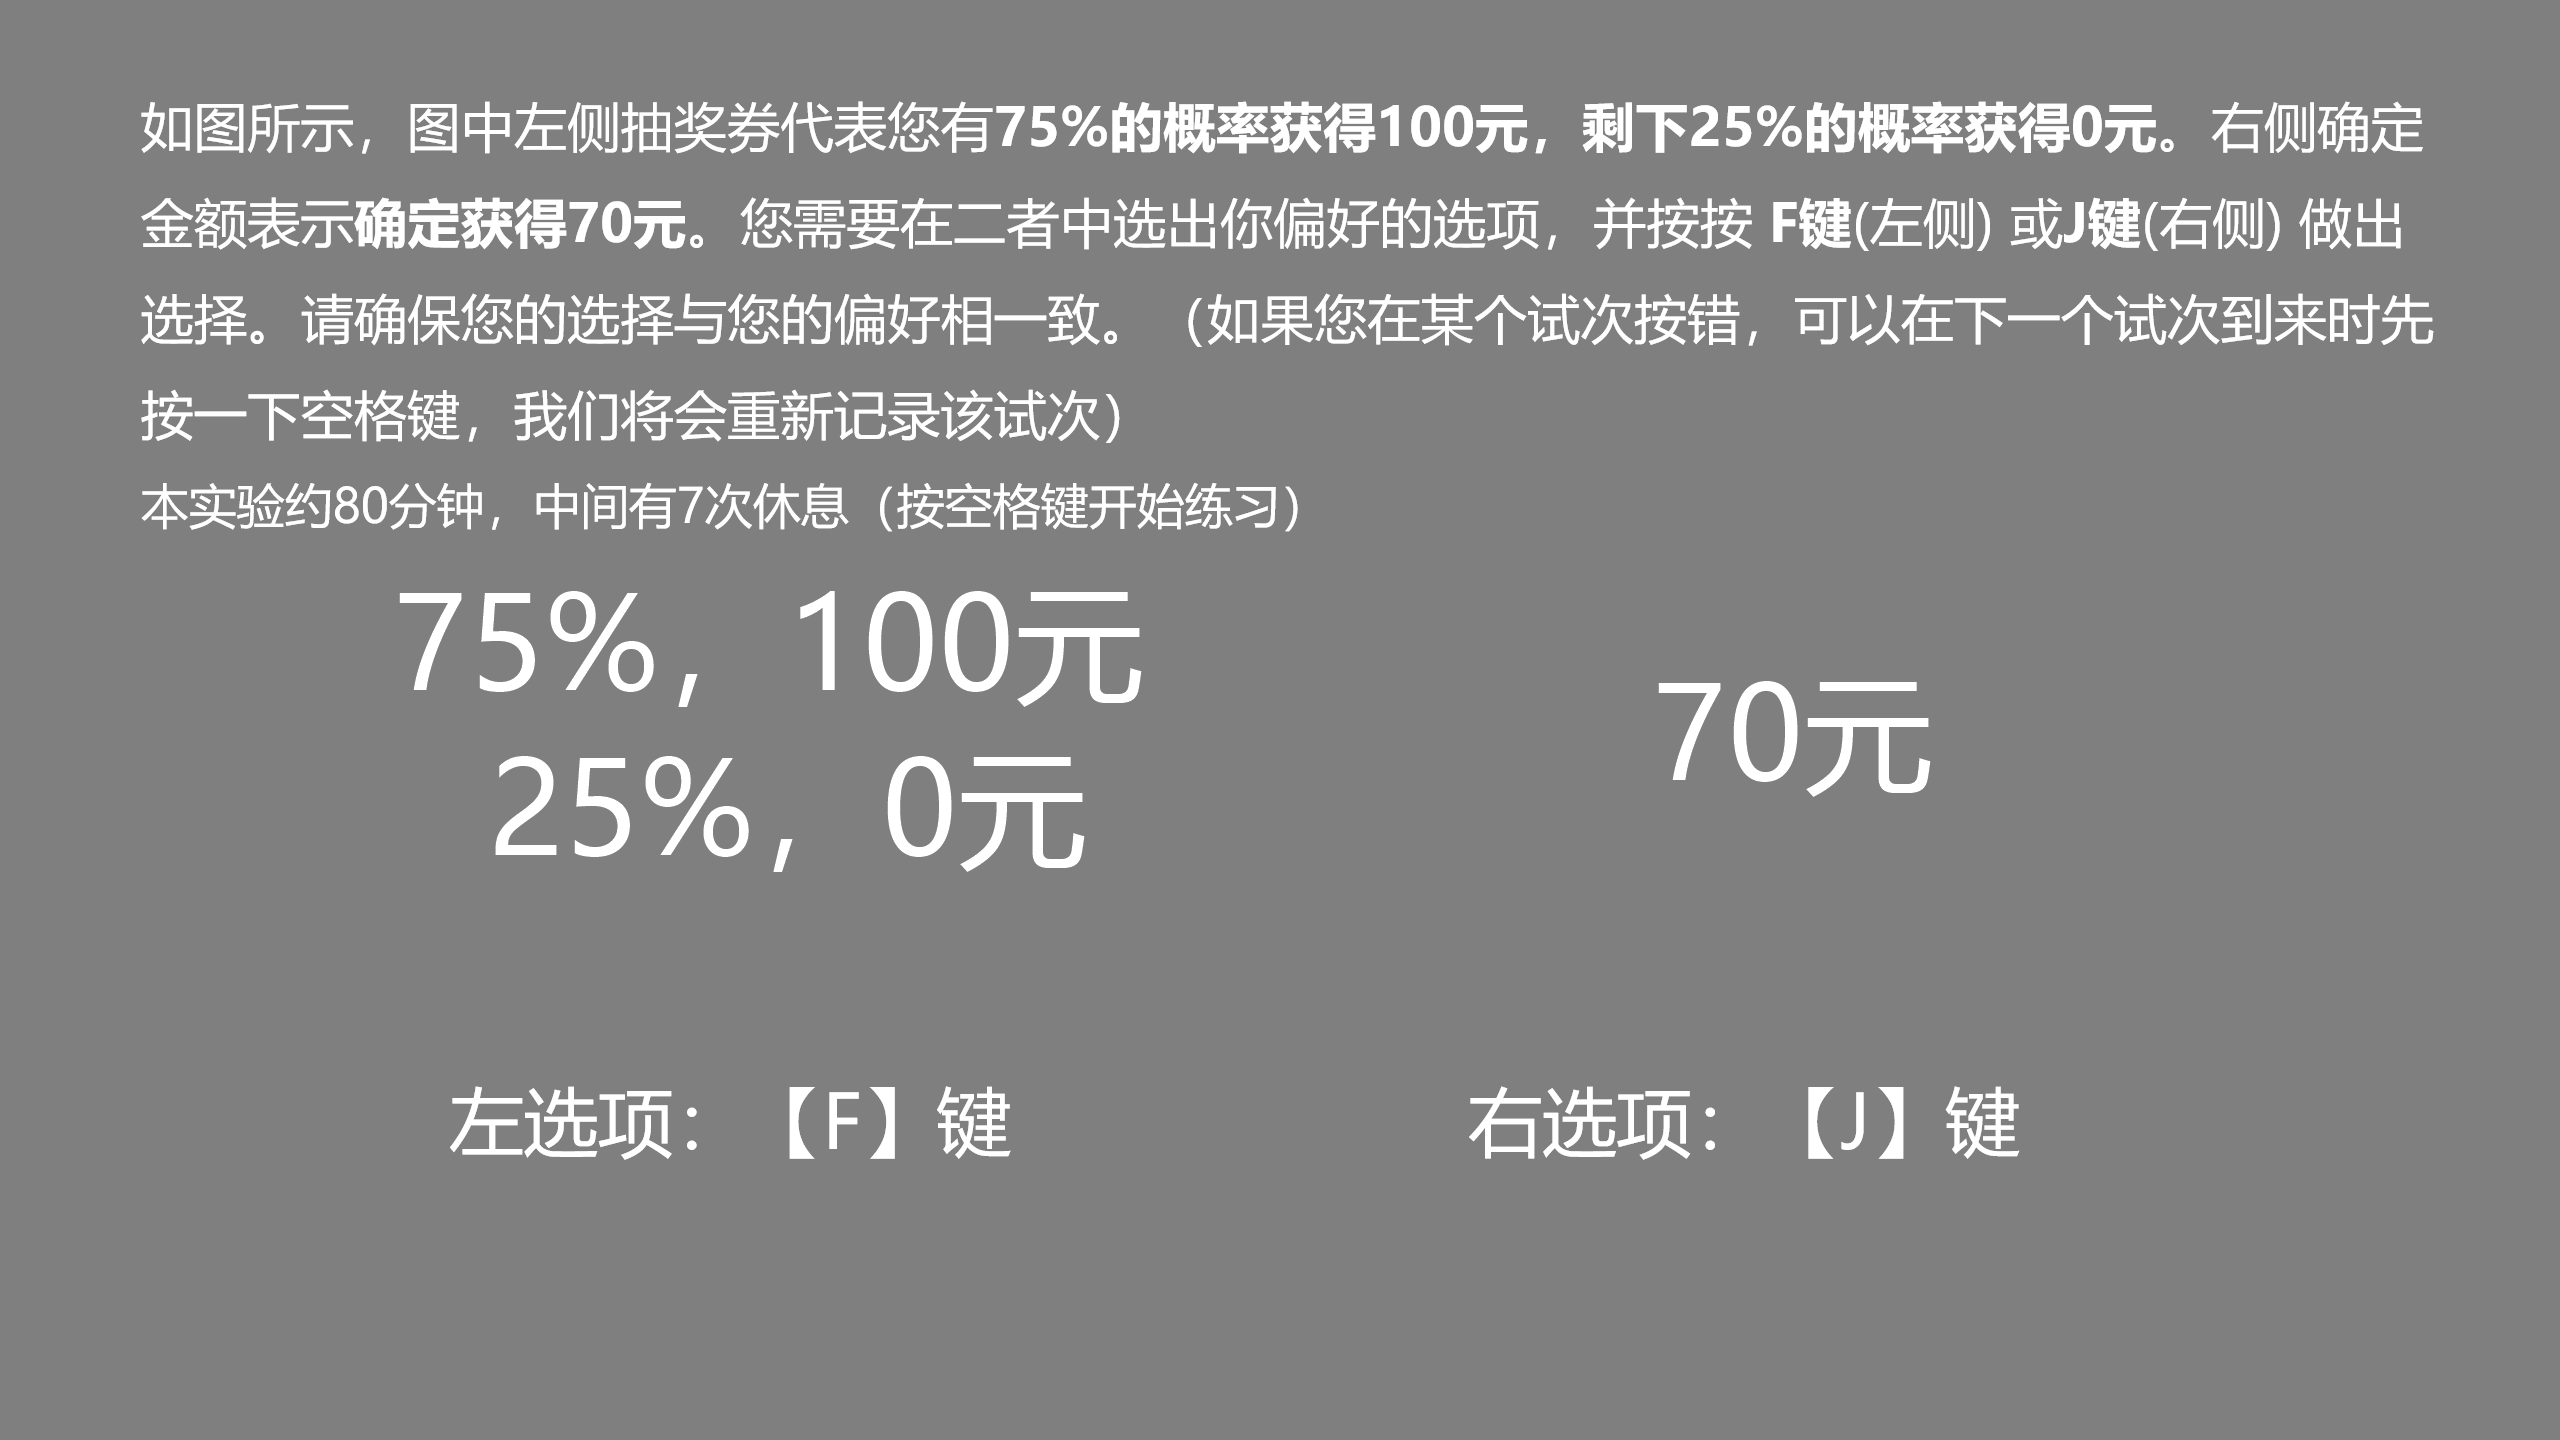 如图所示，图中左侧抽奖券代表您有75%的概率获得100元，剩下25%的概率获得0元。右侧确定
金额表示确定获得70元。您需要在二者中选出你偏好的选项，并按按 F键(左侧) 或J键(右侧) 做出
选择。请确保您的选择与您的偏好相一致。（如果您在某个试次按错，可以在下一个试次到来时先
按一下空格键，我们将会重新记录该试次）
本实验约80分钟，中间有7次休息（按空格键开始练习）
75%，100元
25%，0元
70元
左选项：【F】键
右选项：【J】键